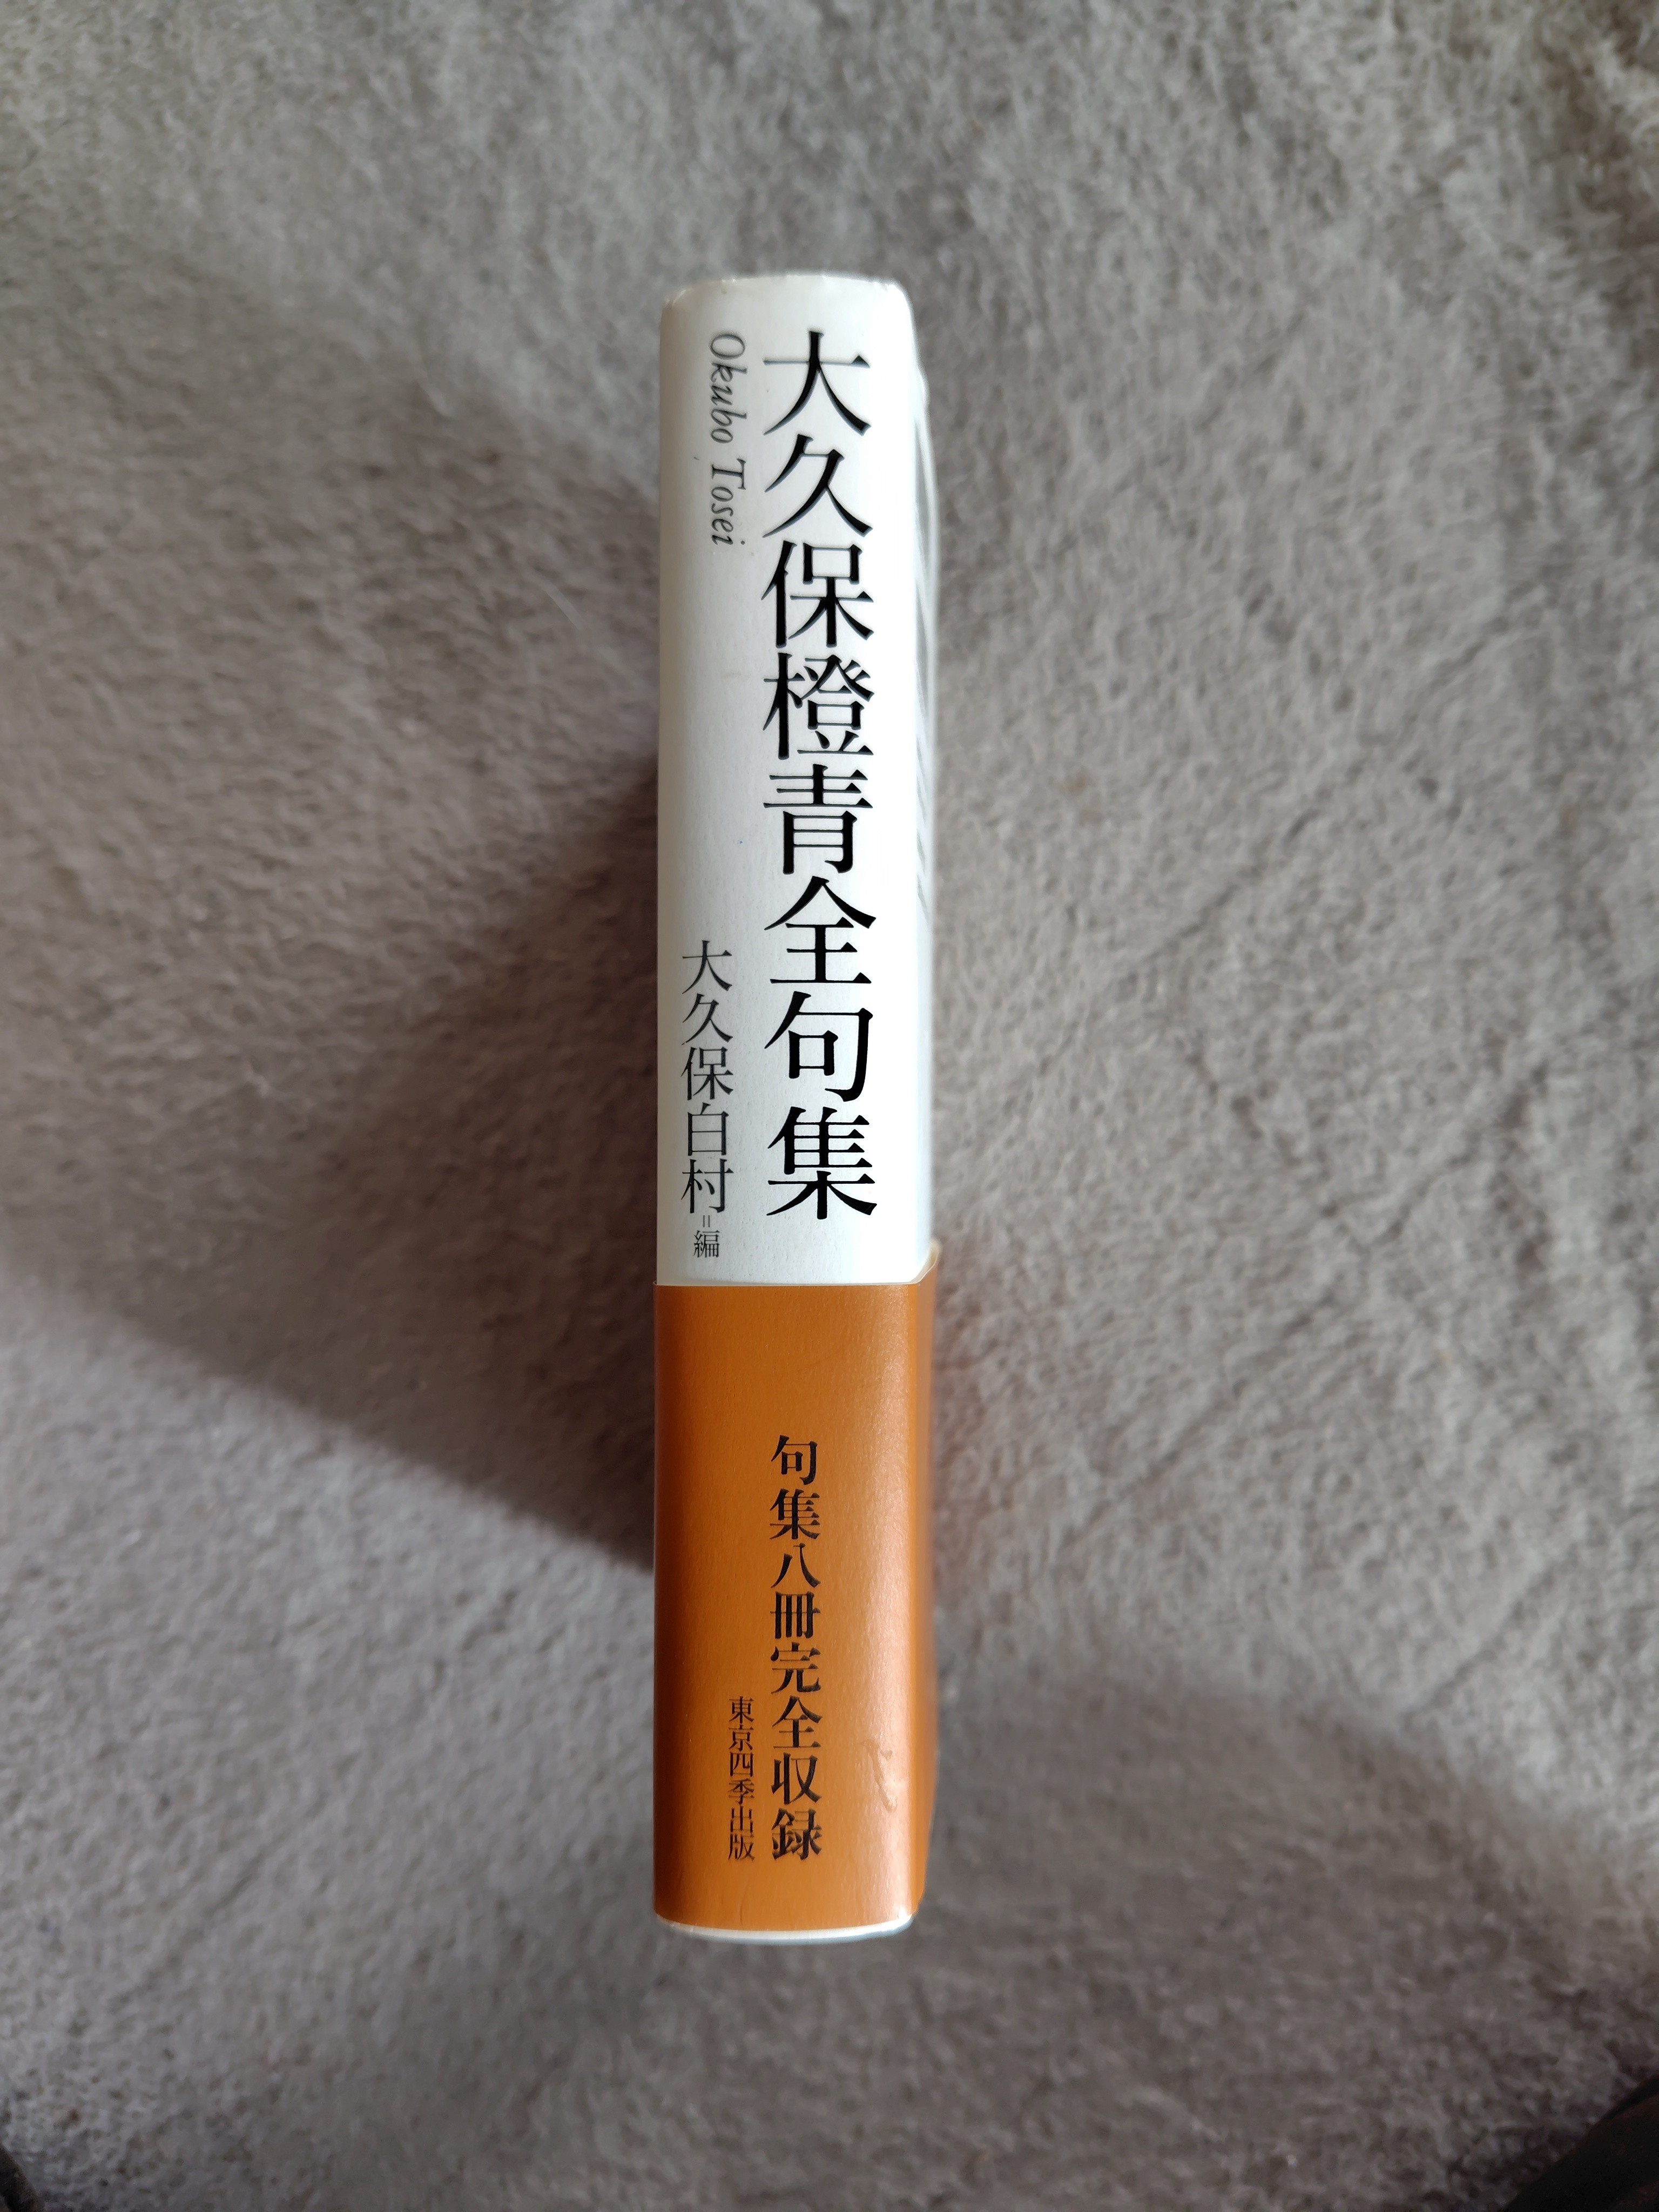 大久保橙青全句集
Okubo Tosei
大久保白村=編
句集八冊完全収録
東京四季出版